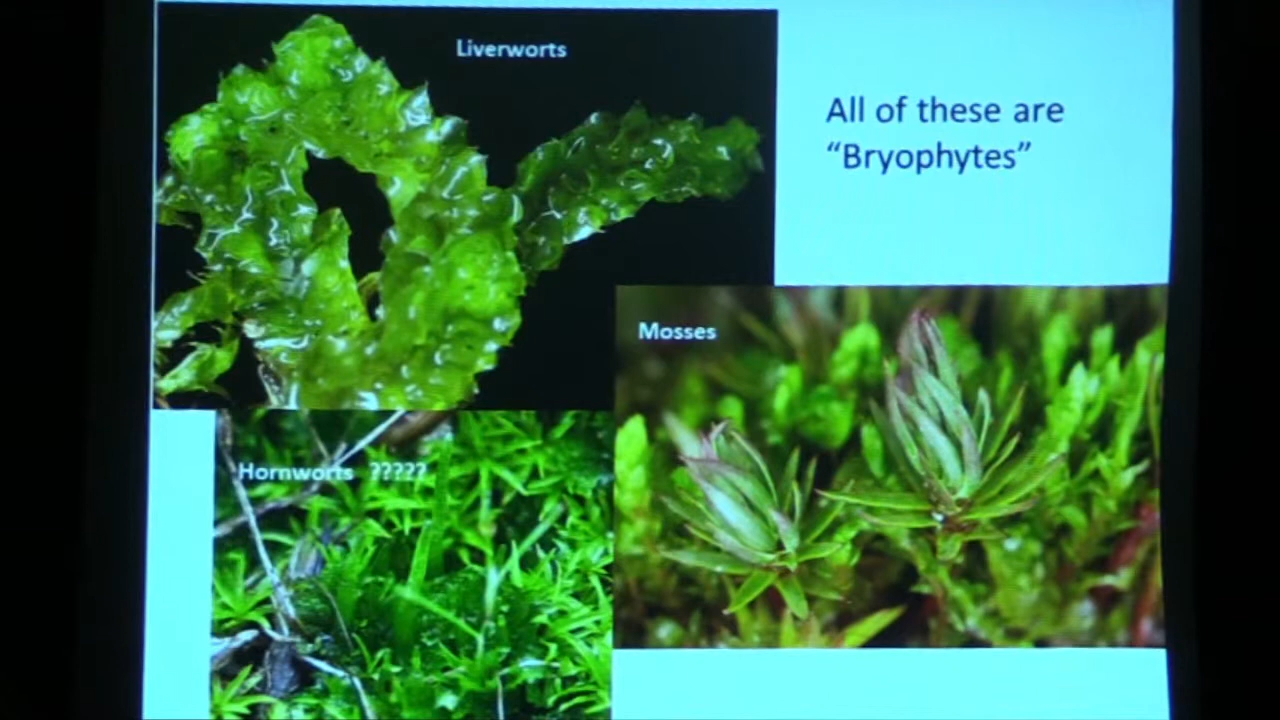 Liverworts
All of these are
“Bryophytes”
Mosses
Hornworts ?????